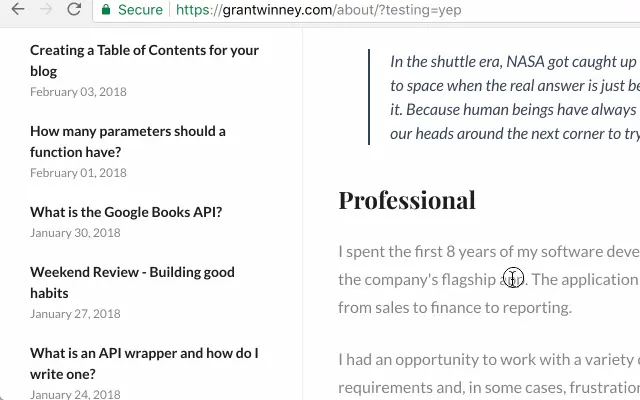 Secure https://grantwinney.com/about/?testing=yep
Creating a Table of Contents for your
blog
February 03, 2018
How many parameters should a
function have?
February 01, 2018
What is the Google Books API?
January 30, 2018
Weekend Review - Building good
habits
January 27, 2018
What is an API wrapper and how do I
write one?
January 24, 2018
In the shuttle era, NASA got caught up
to space when the real answer is just
it. Because human beings have always
our heads around the next corner to try
Professional
I spent the first 8 years of my software
the company's flagship The application
from sales to finance to reporting.
I had an opportunity to work with a variety
requirements and, in some cases,